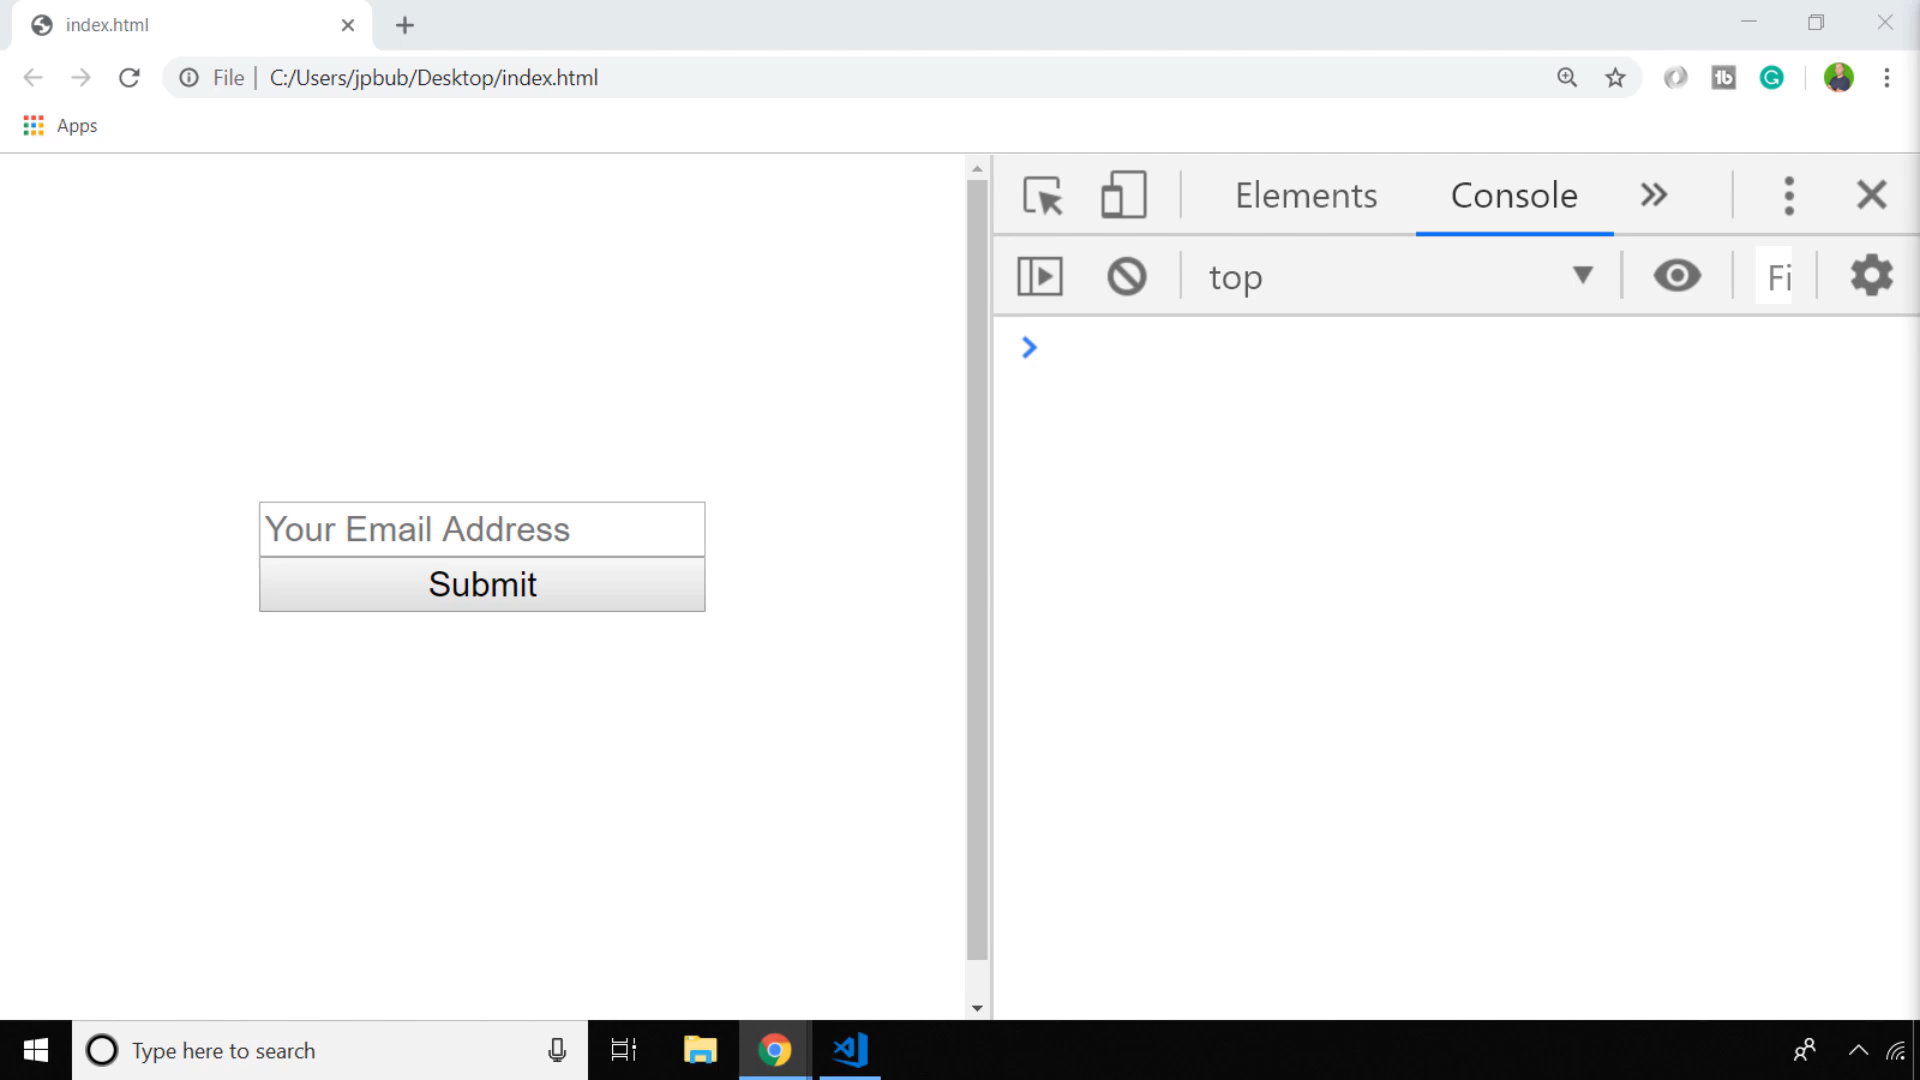 index.html
File | C:/Users/jpbub/Desktop/index.html
Apps
Elements Console
top Fi
Your Email Address
Submit
Type here to search